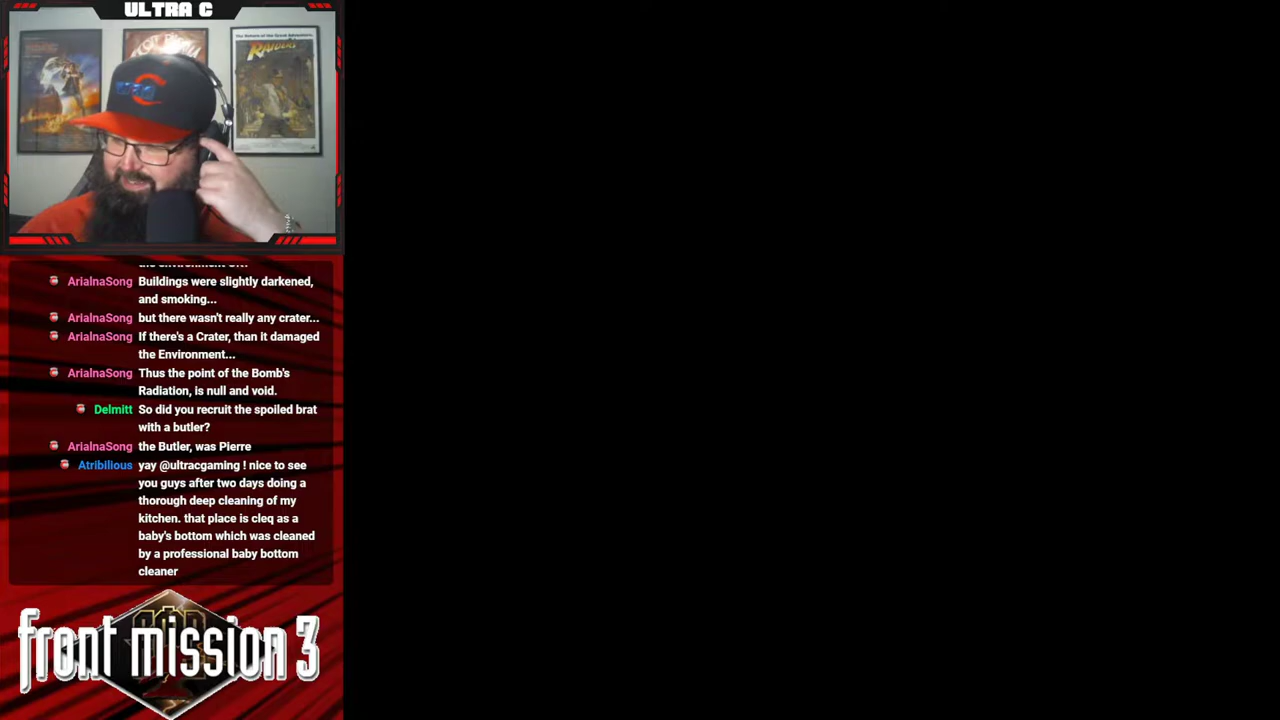 ULTRA C
RAIDERS
ArialnaSong Buildings were slightly darkened,
and smoking...
ArialnaSong but there wasn't really any crater...
ArialnaSong If there's a Crater, than it damaged
the Environment...
ArialnaSong Thus the point of the Bomb's
Radiation, is null and void.
Delmitt So did you recruit the spoiled brat
with a butler?
ArialnaSong the Butler, was Pierre
Atribilious yay @ultracgaming ! nice to see
you guys after two days doing a
thorough deep cleaning of my
kitchen. that place is cleq as a
baby's bottom which was cleaned
by a professional baby bottom
cleaner
front mission 3